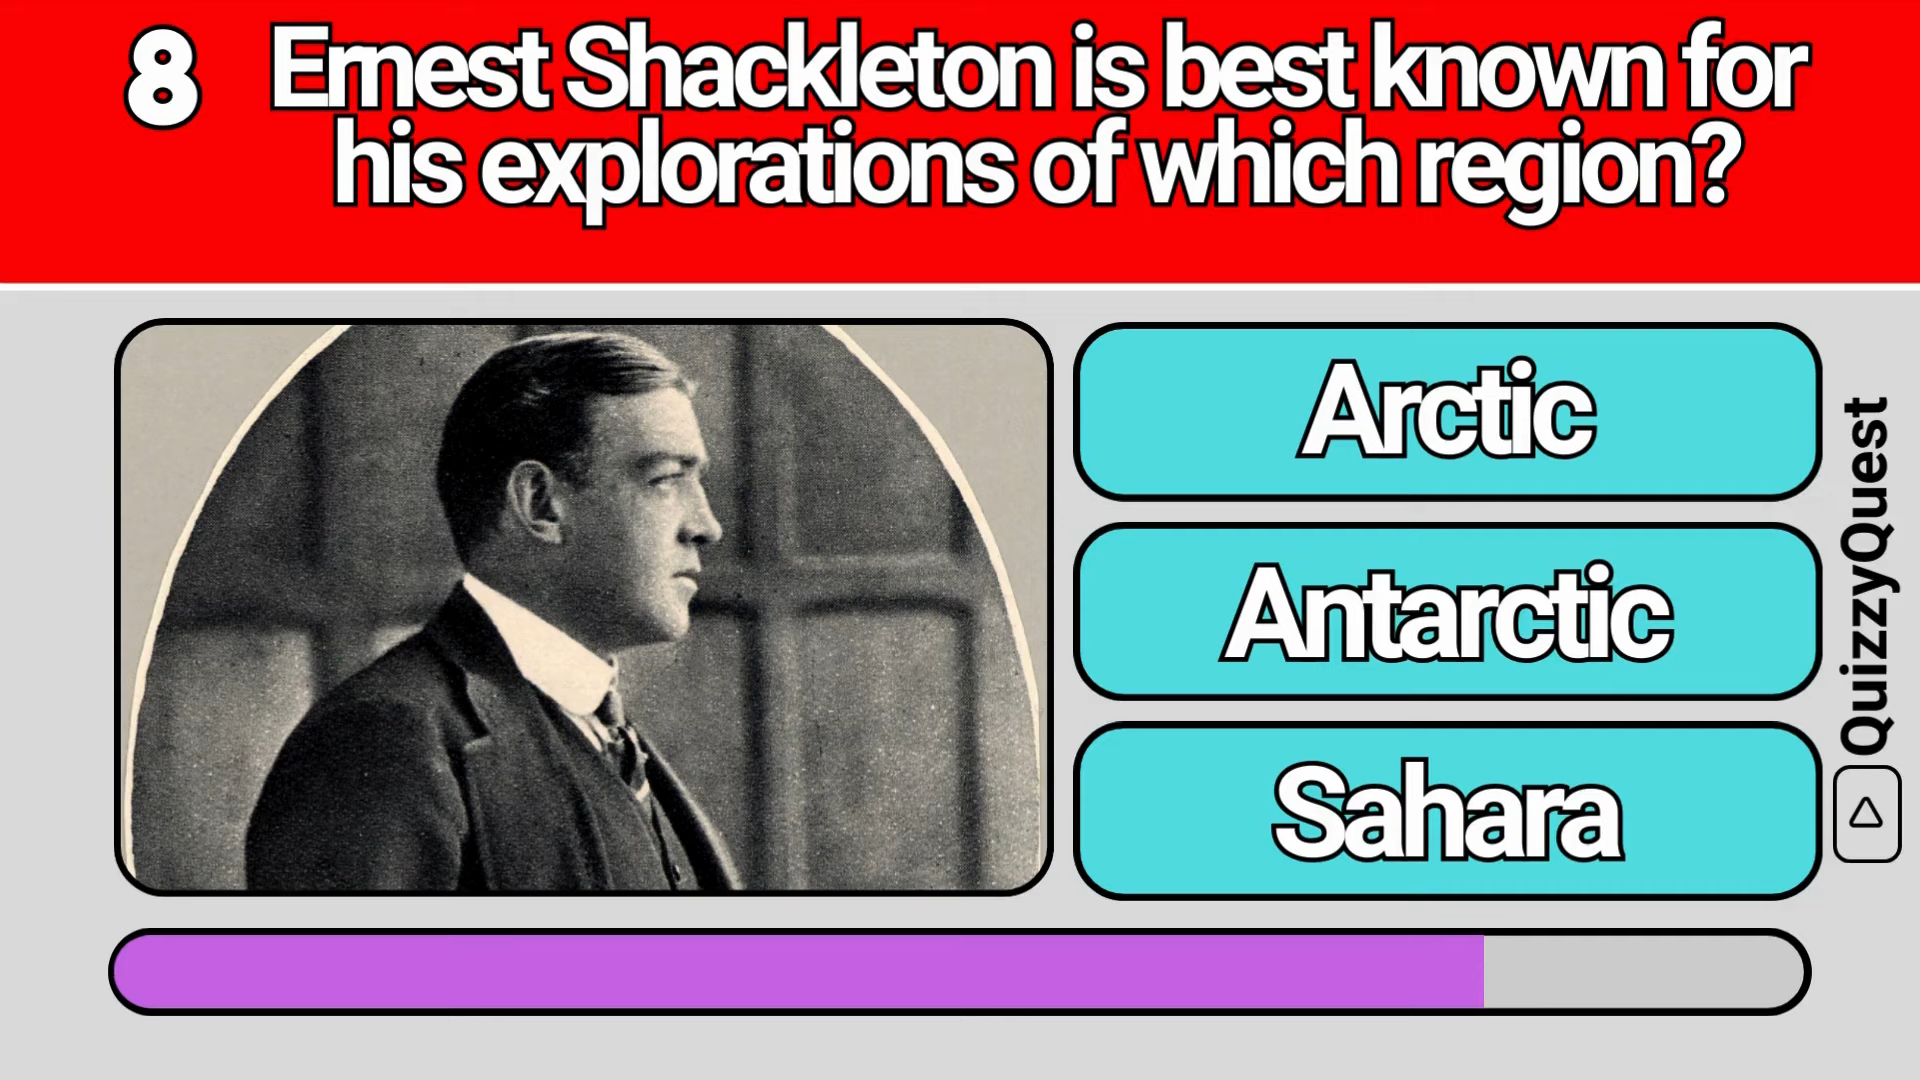 8
Ernest Shackleton is best known for
his explorations of which region?
Arctic
Antarctic
Sahara
QuizzyQuest